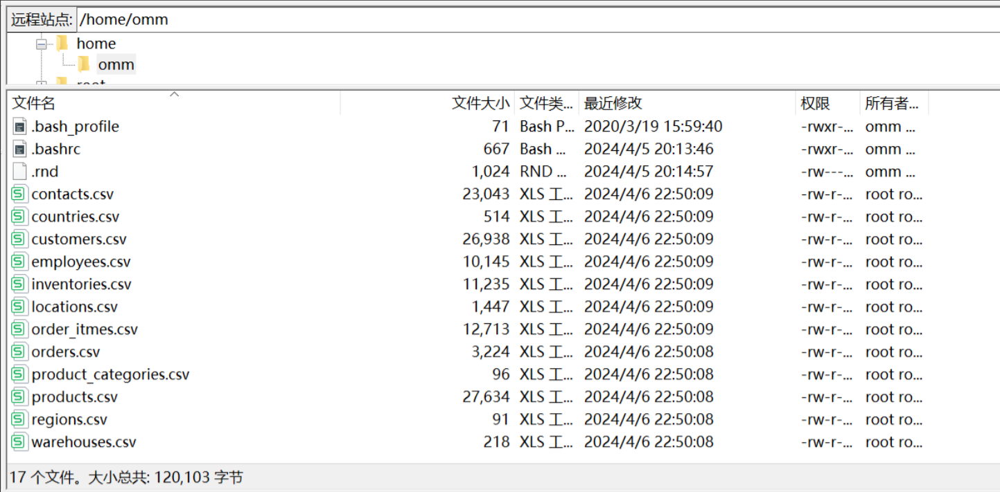 远程站点: /home/omm
home
omm
文件名 文件大小 文件类... 最近修改 权限 所有者...
.bash_profile 71 Bash P... 2020/3/19 15:59:40 -rwxr-... omm ...
.bashrc 667 Bash ... 2024/4/5 20:13:46 -rwxr-... omm ...
.rnd 1,024 RND ... 2024/4/5 20:14:57 -rw---... omm ...
contacts.csv 23,043 XLS 工... 2024/4/6 22:50:09 -rw-r-... root ro...
countries.csv 514 XLS 工... 2024/4/6 22:50:09 -rw-r-... root ro...
customers.csv 26,938 XLS 工... 2024/4/6 22:50:09 -rw-r-... root ro...
employees.csv 10,145 XLS 工... 2024/4/6 22:50:09 -rw-r-... root ro...
inventories.csv 11,235 XLS 工... 2024/4/6 22:50:09 -rw-r-... root ro...
locations.csv 1,447 XLS 工... 2024/4/6 22:50:09 -rw-r-... root ro...
order_itmes.csv 12,713 XLS 工... 2024/4/6 22:50:09 -rw-r-... root ro...
orders.csv 3,224 XLS 工... 2024/4/6 22:50:08 -rw-r-... root ro...
product_categories.csv 96 XLS 工... 2024/4/6 22:50:08 -rw-r-... root ro...
products.csv 27,634 XLS 工... 2024/4/6 22:50:08 -rw-r-... root ro...
regions.csv 91 XLS 工... 2024/4/6 22:50:08 -rw-r-... root ro...
warehouses.csv 218 XLS 工... 2024/4/6 22:50:08 -rw-r-... root ro...
17 个文件。大小总共: 120,103 字节